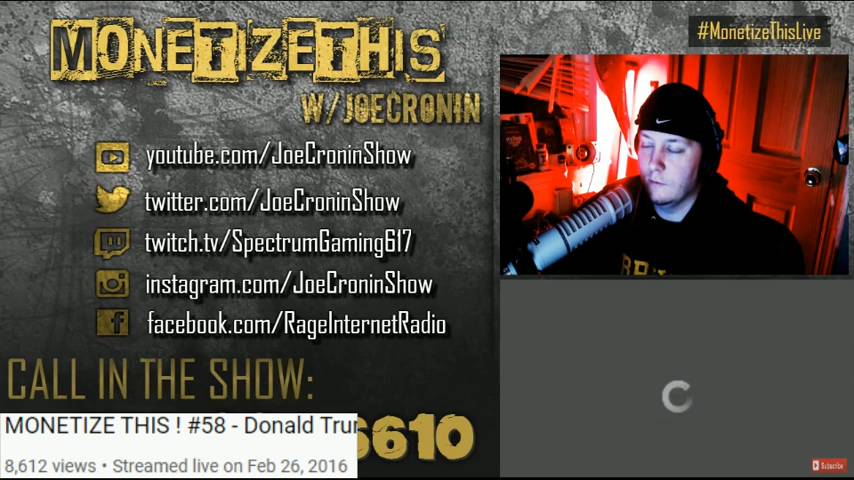 MONETIZETHIS
W/JOECRONIN
#MonetizeThisLive
youtube.com/JoeCroninShow
twitter.com/JoeCroninShow
twitch.tv/SpectrumGaming617
instagram.com/JoeCroninShow
facebook.com/RageInternetRadio
CALL IN THE SHOW:
6610
MONETIZE THIS ! #58 - Donald Trur
8,612 views • Streamed live on Feb 26, 2016
Subscribe